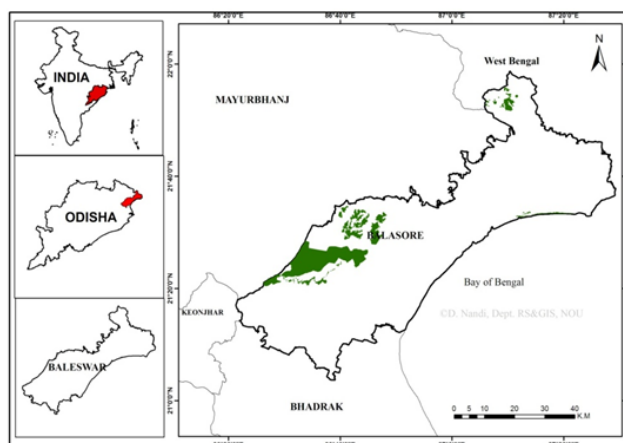 INDIA
ODISHA
BALESWAR
86°20'0"E
86°40'0"E
87°0'0"E
87°20'0"E
22°0'0"N
21°40'0"N
21°20'0"N
21°0'0"N
N
West Bengal
MAYURBHANJ
BALASORE
Bay of Bengal
KEONJHAR
©D. Nandi, Dept. RS&GIS, NOU
BHADRAK
0 5 10 20 30 40
K.M